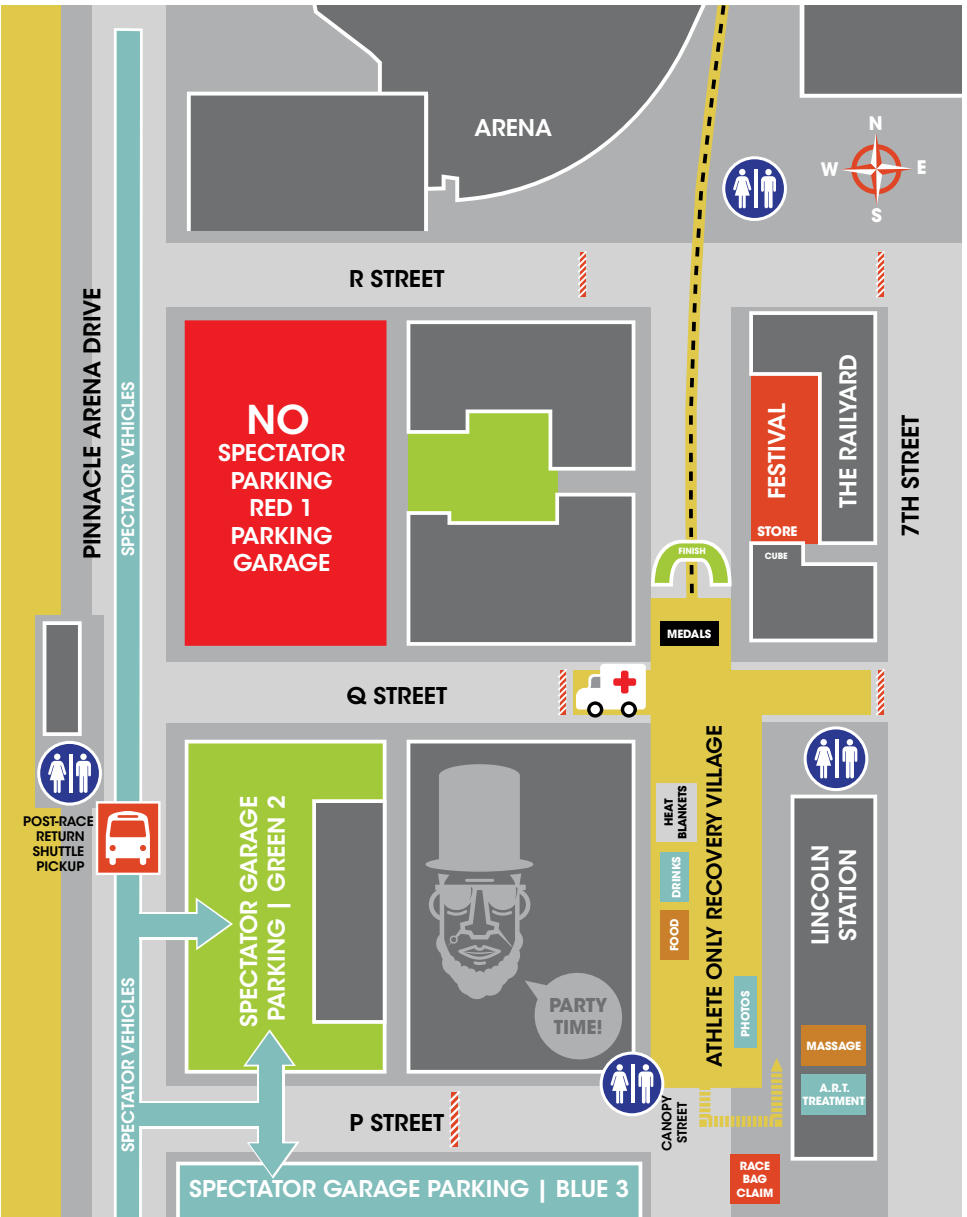 ARENA
N
W
E
S
R STREET
PINNACLE ARENA DRIVE
SPECTATOR VEHICLES
NO
SPECTATOR
PARKING
RED 1
PARKING
GARAGE
FESTIVAL
STORE
THE RAILYARD
CUBE
7TH STREET
FINISH
MEDALS
Q STREET
POST-RACE
RETURN
SHUTTLE
PICKUP
SPECTATOR GARAGE
PARKING | GREEN 2
HEAT
BLANKETS
DRINKS
FOOD
ATHLETE ONLY RECOVERY VILLAGE
PHOTOS
LINCOLN
STATION
MASSAGE
A.R.T.
TREATMENT
PARTY
TIME!
SPECTATOR VEHICLES
P STREET
CANOPY
STREET
RACE
BAG
CLAIM
SPECTATOR GARAGE PARKING | BLUE 3